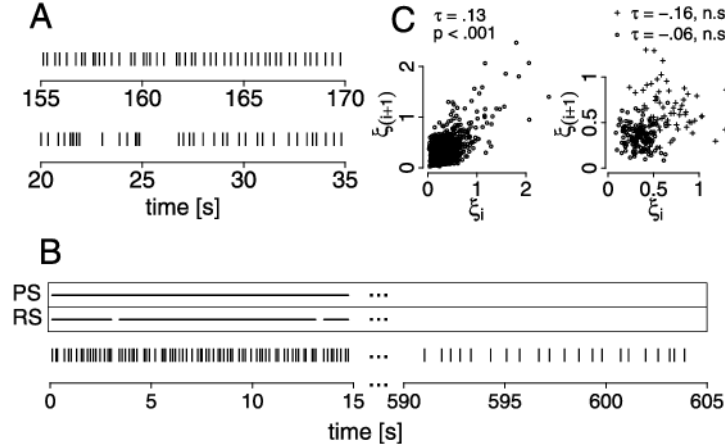 A
155 160 165 170
20 25 30 35
time [s]
C
τ = .13
p < .001
ξ(i+1)
0 1 2
0 1 2
ξi
+ τ = −.16, n.s
∘ τ = −.06, n.s
ξ(i+1)
0 0.5 1
0 0.5 1
ξi
B
PS ...
RS ...
...
...
0 5 10 15 590 595 600 605
time [s]